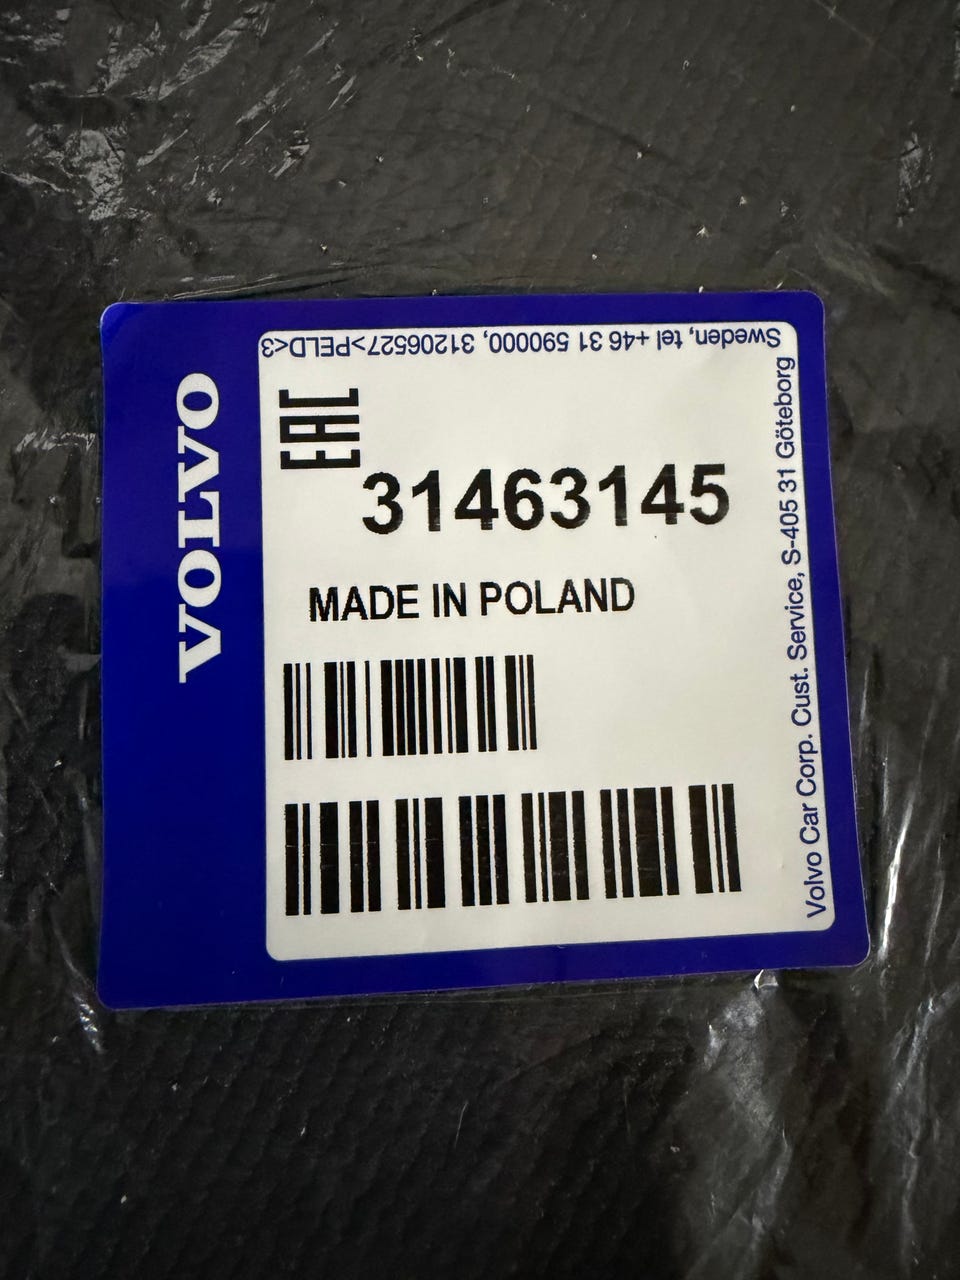 VOLVO
Sweden, tel +46 31 590000, 31206527>PELD<3
EAC
31463145
MADE IN POLAND
Volvo Car Corp. Cust. Service, S-405 31 Göteborg